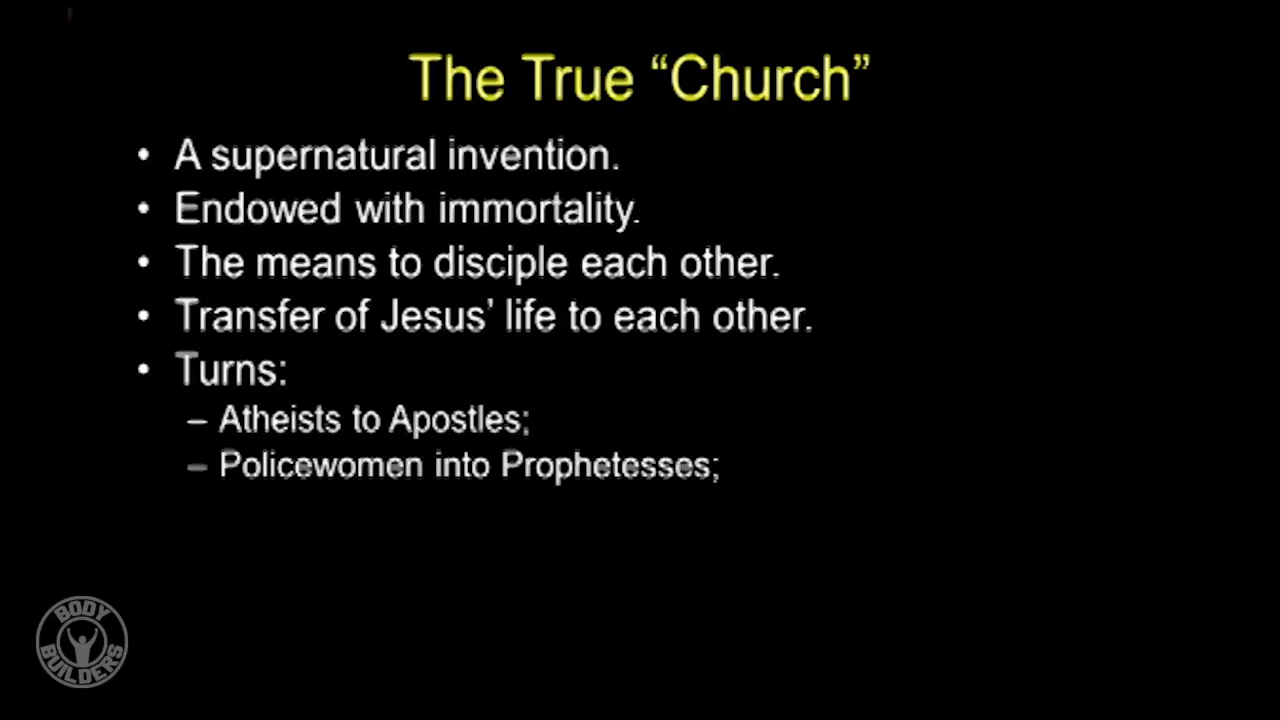 The True “Church”
• A supernatural invention.
• Endowed with immortality.
• The means to disciple each other.
• Transfer of Jesus’ life to each other.
• Turns:
– Atheists to Apostles;
– Policewomen into Prophetesses;
BODY
BUILDERS